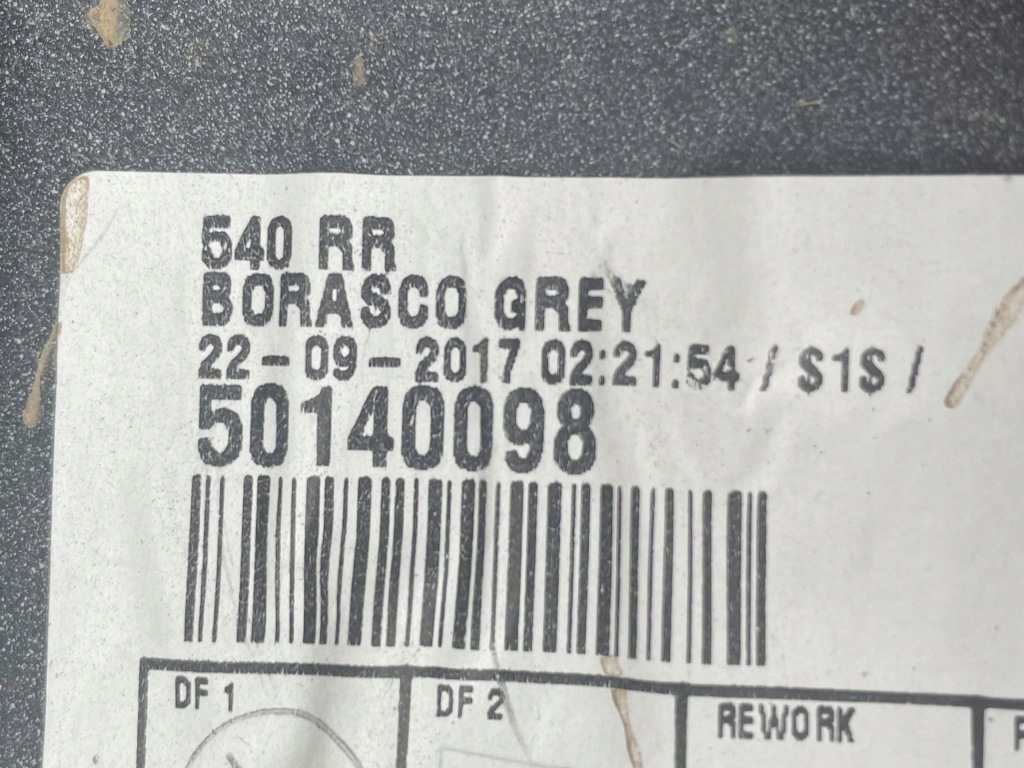 540 RR
BORASCO GREY
22-09-2017 02:21:54 / S1S /
50140098
DF 1
DF 2
REWORK